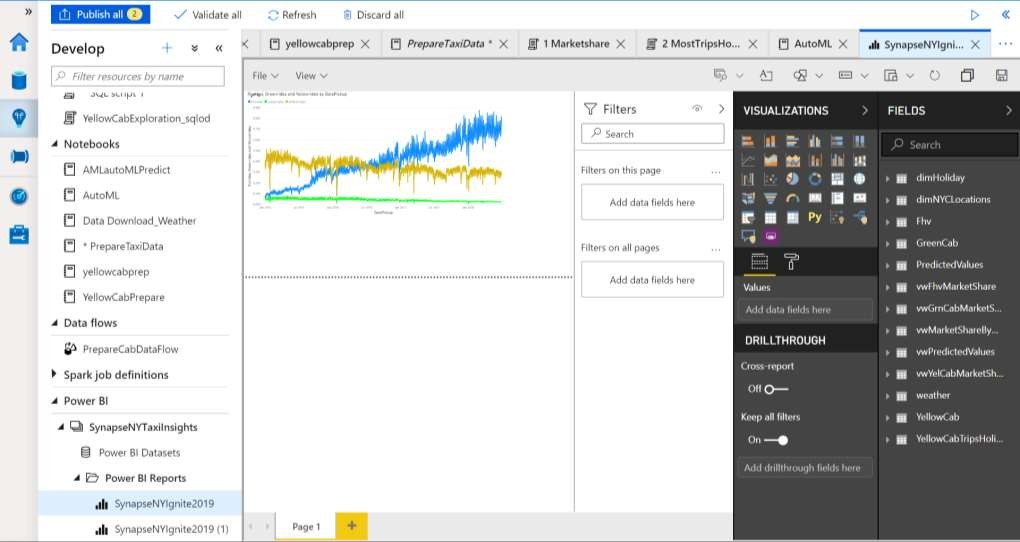 Publish all 2
Validate all
Refresh
Discard all
Develop
Filter resources by name
SQL script 1
YellowCabExploration_sqlod
Notebooks
AMLautoMLPredict
AutoML
Data Download_Weather
* PrepareTaxiData
yellowcabprep
YellowCabPrepare
Data flows
PrepareCabDataFlow
Spark job definitions
Power BI
SynapseNYTaxiInsights
Power BI Datasets
Power BI Reports
SynapseNYIgnite2019
SynapseNYIgnite2019 (1)
yellowcabprep
PrepareTaxiData *
1 Marketshare
2 MostTripsHo...
AutoML
SynapseNYIgni...
File
View
Page 1
Filters
Search
Filters on this page
Add data fields here
Filters on all pages
Add data fields here
VISUALIZATIONS
Py
Values
Add data fields here
DRILLTHROUGH
Cross-report
Off
Keep all filters
On
Add drillthrough fields here
FIELDS
Search
dimHoliday
dimNYCLocations
Fhv
GreenCab
PredictedValues
vwFhvMarketShare
vwGrnCabMarketS...
vwMarketShareBy...
vwPredictedValues
vwYelCabMarketSh...
weather
YellowCab
YellowCabTripsHoli...